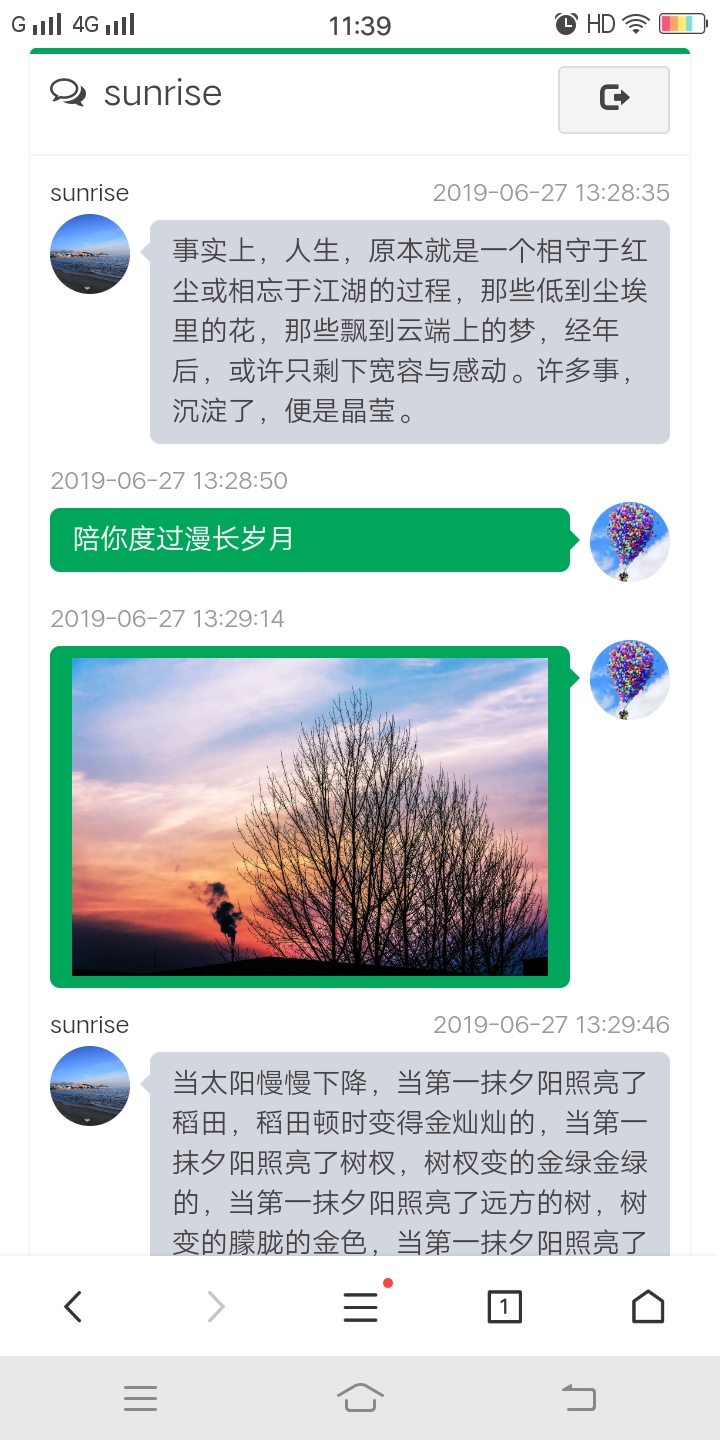 G 4G 11:39 HD
sunrise
sunrise 2019-06-27 13:28:35
事实上，人生，原本就是一个相守于红
尘或相忘于江湖的过程，那些低到尘埃
里的花，那些飘到云端上的梦，经年
后，或许只剩下宽容与感动。许多事，
沉淀了，便是晶莹。
2019-06-27 13:28:50
陪你度过漫长岁月
2019-06-27 13:29:14
sunrise 2019-06-27 13:29:46
当太阳慢慢下降，当第一抹夕阳照亮了
稻田，稻田顿时变得金灿灿的，当第一
抹夕阳照亮了树杈，树杈变的金绿金绿
的，当第一抹夕阳照亮了远方的树，树
变的朦胧的金色，当第一抹夕阳照亮了
1